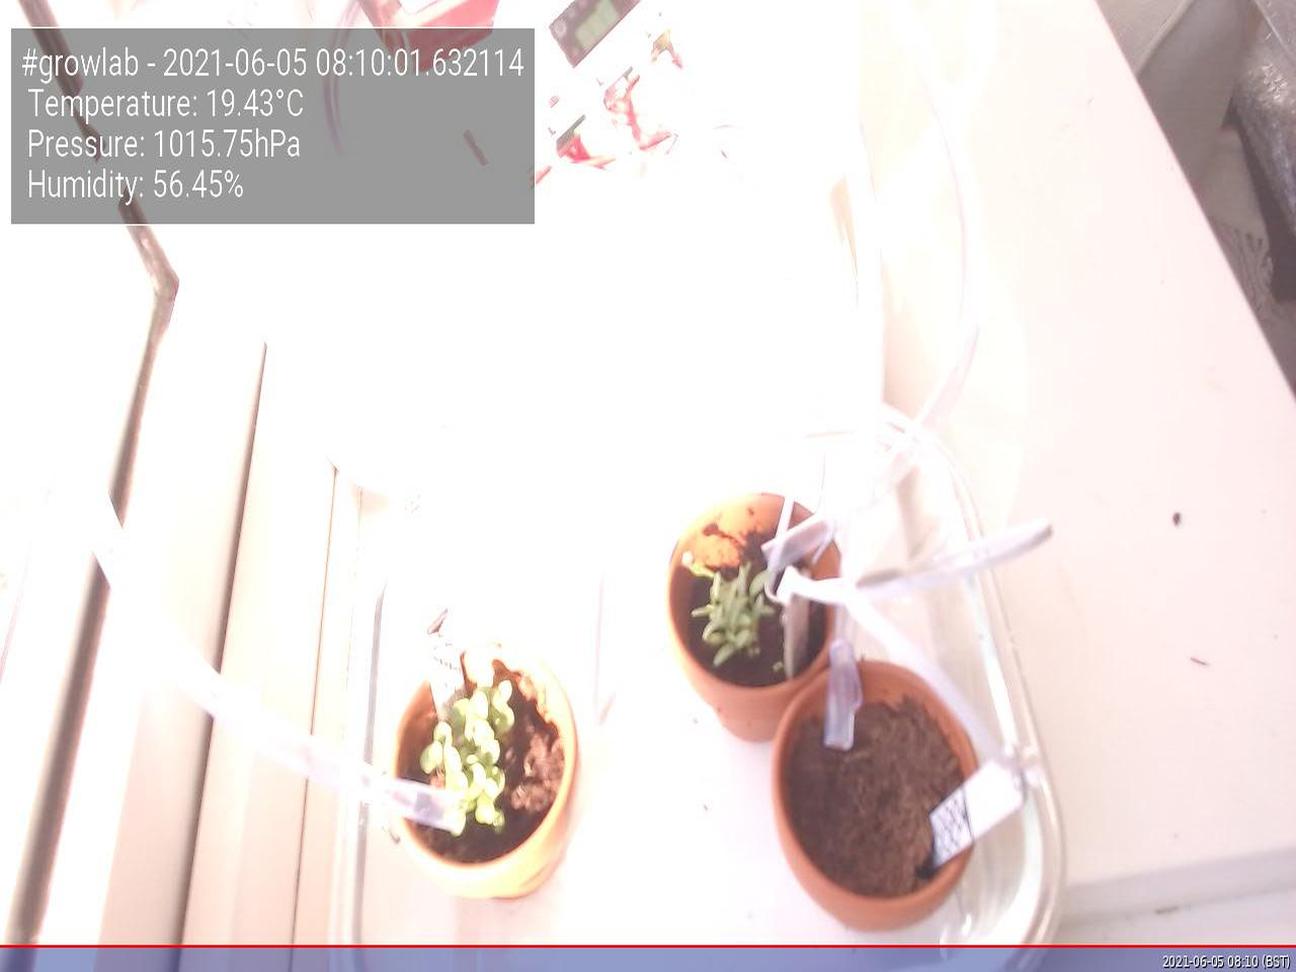 #growlab - 2021-06-05 08:10:01.632114
Temperature: 19.43°C
Pressure: 1015.75hPa
Humidity: 56.45%
2021-06-05 08:10 (BST)